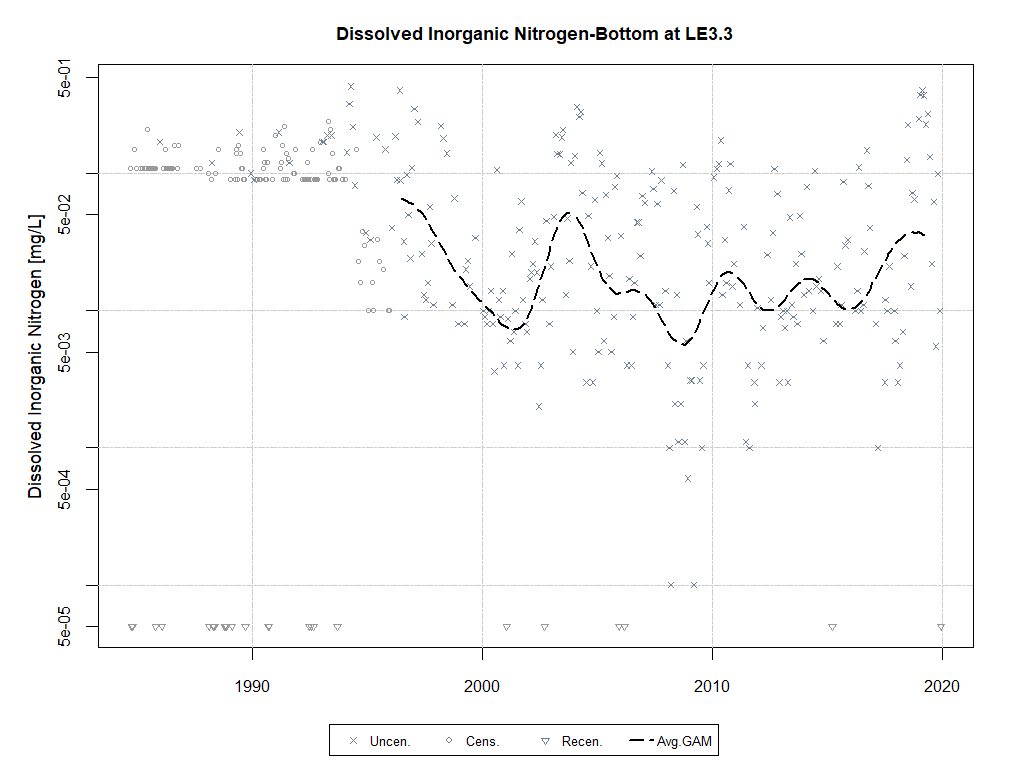 Dissolved Inorganic Nitrogen-Bottom at LE3.3
Dissolved Inorganic Nitrogen [mg/L]
5e-01
5e-02
5e-03
5e-04
5e-05
1990 2000 2010 2020
Uncen. Cens. Recen. Avg.GAM